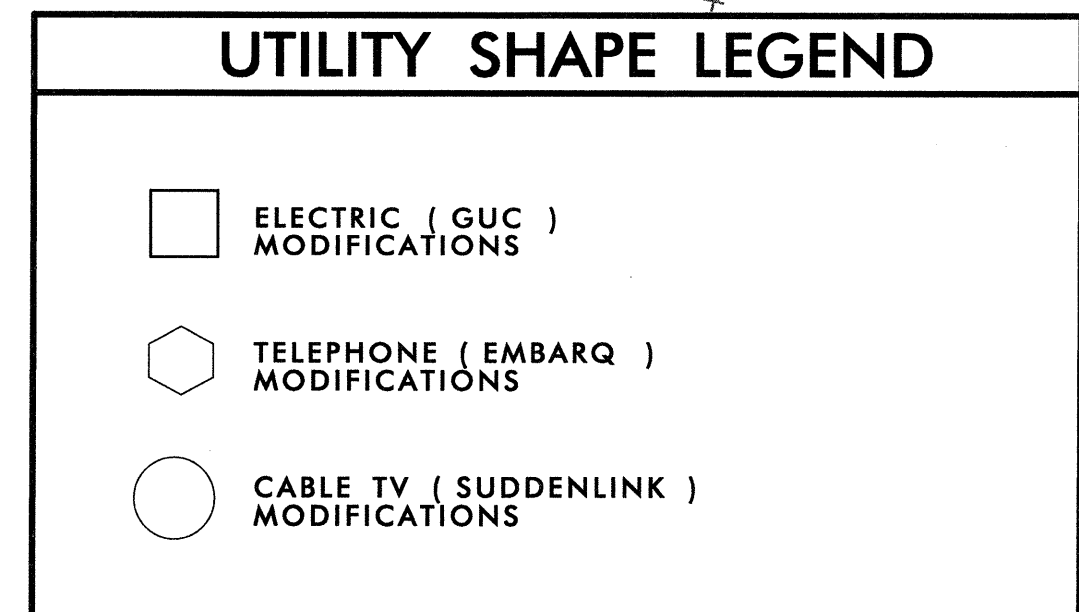 UTILITY SHAPE LEGEND
ELECTRIC ( GUC )
MODIFICATIONS
TELEPHONE ( EMBARQ )
MODIFICATIONS
CABLE TV ( SUDDENLINK )
MODIFICATIONS